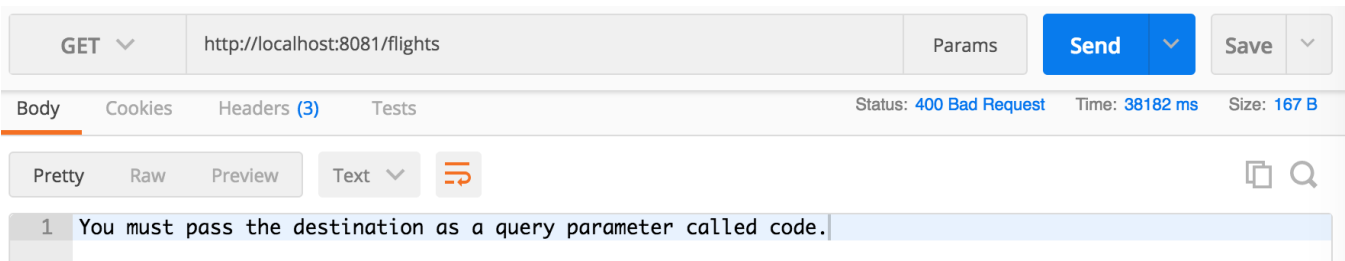 GET http://localhost:8081/flights Params Send Save
Body Cookies Headers (3) Tests Status: 400 Bad Request Time: 38182 ms Size: 167 B
Pretty Raw Preview Text
1 You must pass the destination as a query parameter called code.